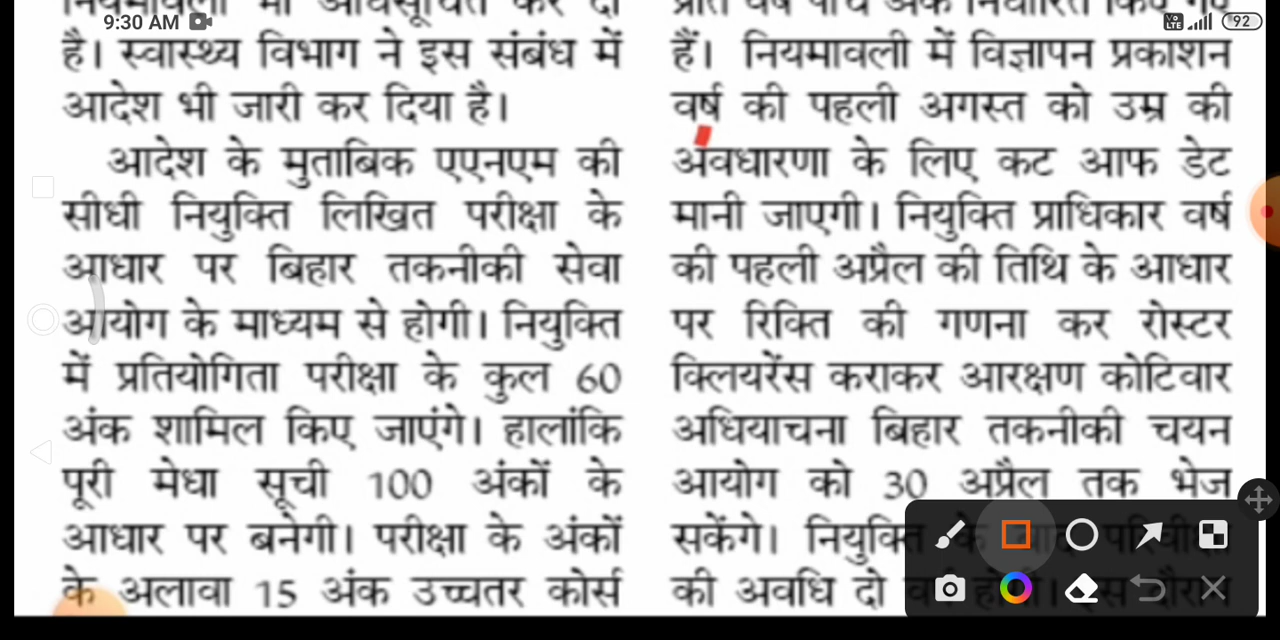 9:30 AM
92
है। स्वास्थ्य विभाग ने इस संबंध में
आदेश भी जारी कर दिया है।
आदेश के मुताबिक एएनएम की
सीधी नियुक्ति लिखित परीक्षा के
आधार पर बिहार तकनीकी सेवा
आयोग के माध्यम से होगी। नियुक्ति
में प्रतियोगिता परीक्षा के कुल 60
अंक शामिल किए जाएंगे। हालांकि
पूरी मेधा सूची 100 अंकों के
आधार पर बनेगी। परीक्षा के अंकों
के अलावा 15 अंक उच्चतर कोर्स
हैं। नियमावली में विज्ञापन प्रकाशन
वर्ष की पहली अगस्त को उम्र की
अवधारणा के लिए कट आफ डेट
मानी जाएगी। नियुक्ति प्राधिकार वर्ष
की पहली अप्रैल की तिथि के आधार
पर रिक्ति की गणना कर रोस्टर
क्लियरेंस कराकर आरक्षण कोटिवार
अधियाचना बिहार तकनीकी चयन
आयोग को 30 अप्रैल तक भेज
सकेंगे। नियुक्ति के बाद
की अवधि दो वर्ष होगी। इस दौरान